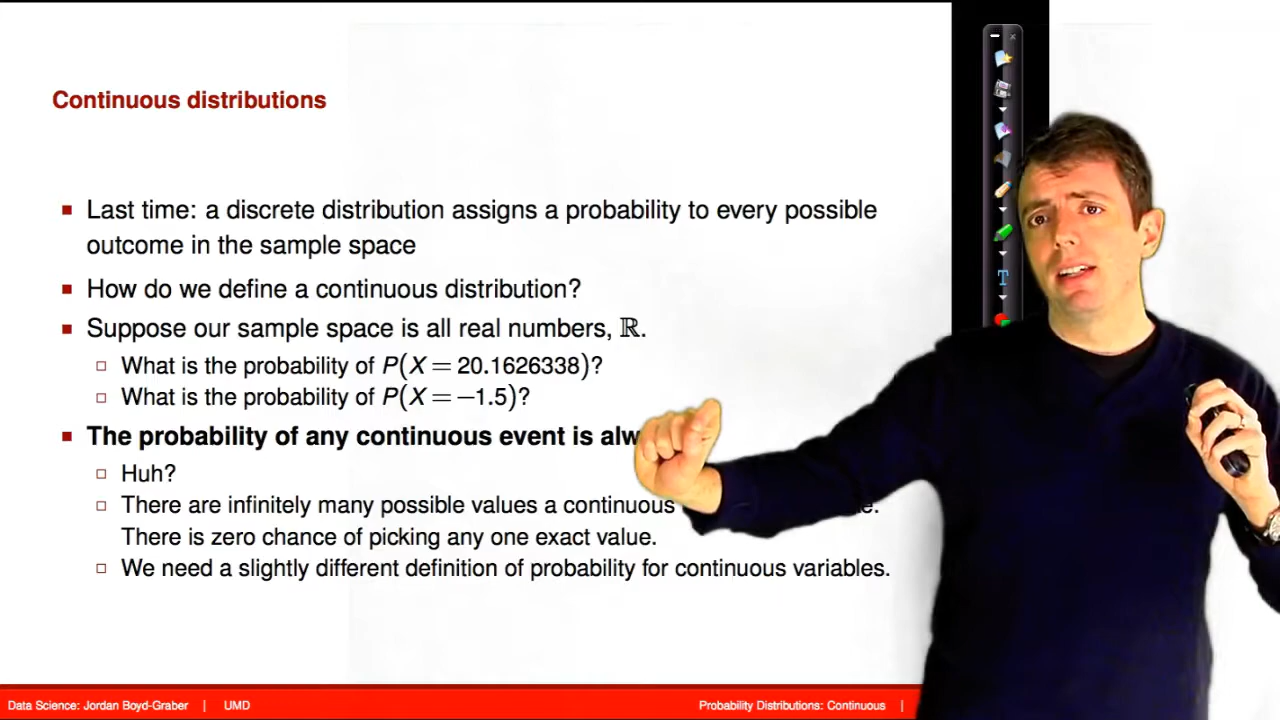 Continuous distributions
Last time: a discrete distribution assigns a probability to every possible
outcome in the sample space
How do we define a continuous distribution?
Suppose our sample space is all real numbers, ℝ.
What is the probability of P(X = 20.1626338)?
What is the probability of P(X = −1.5)?
The probability of any continuous event is
Huh?
There are infinitely many possible values a continuous
There is zero chance of picking any one exact value.
We need a slightly different definition of probability for continuous variables.
T
Data Science: Jordan Boyd-Graber | UMD Probability Distributions: Continuous |